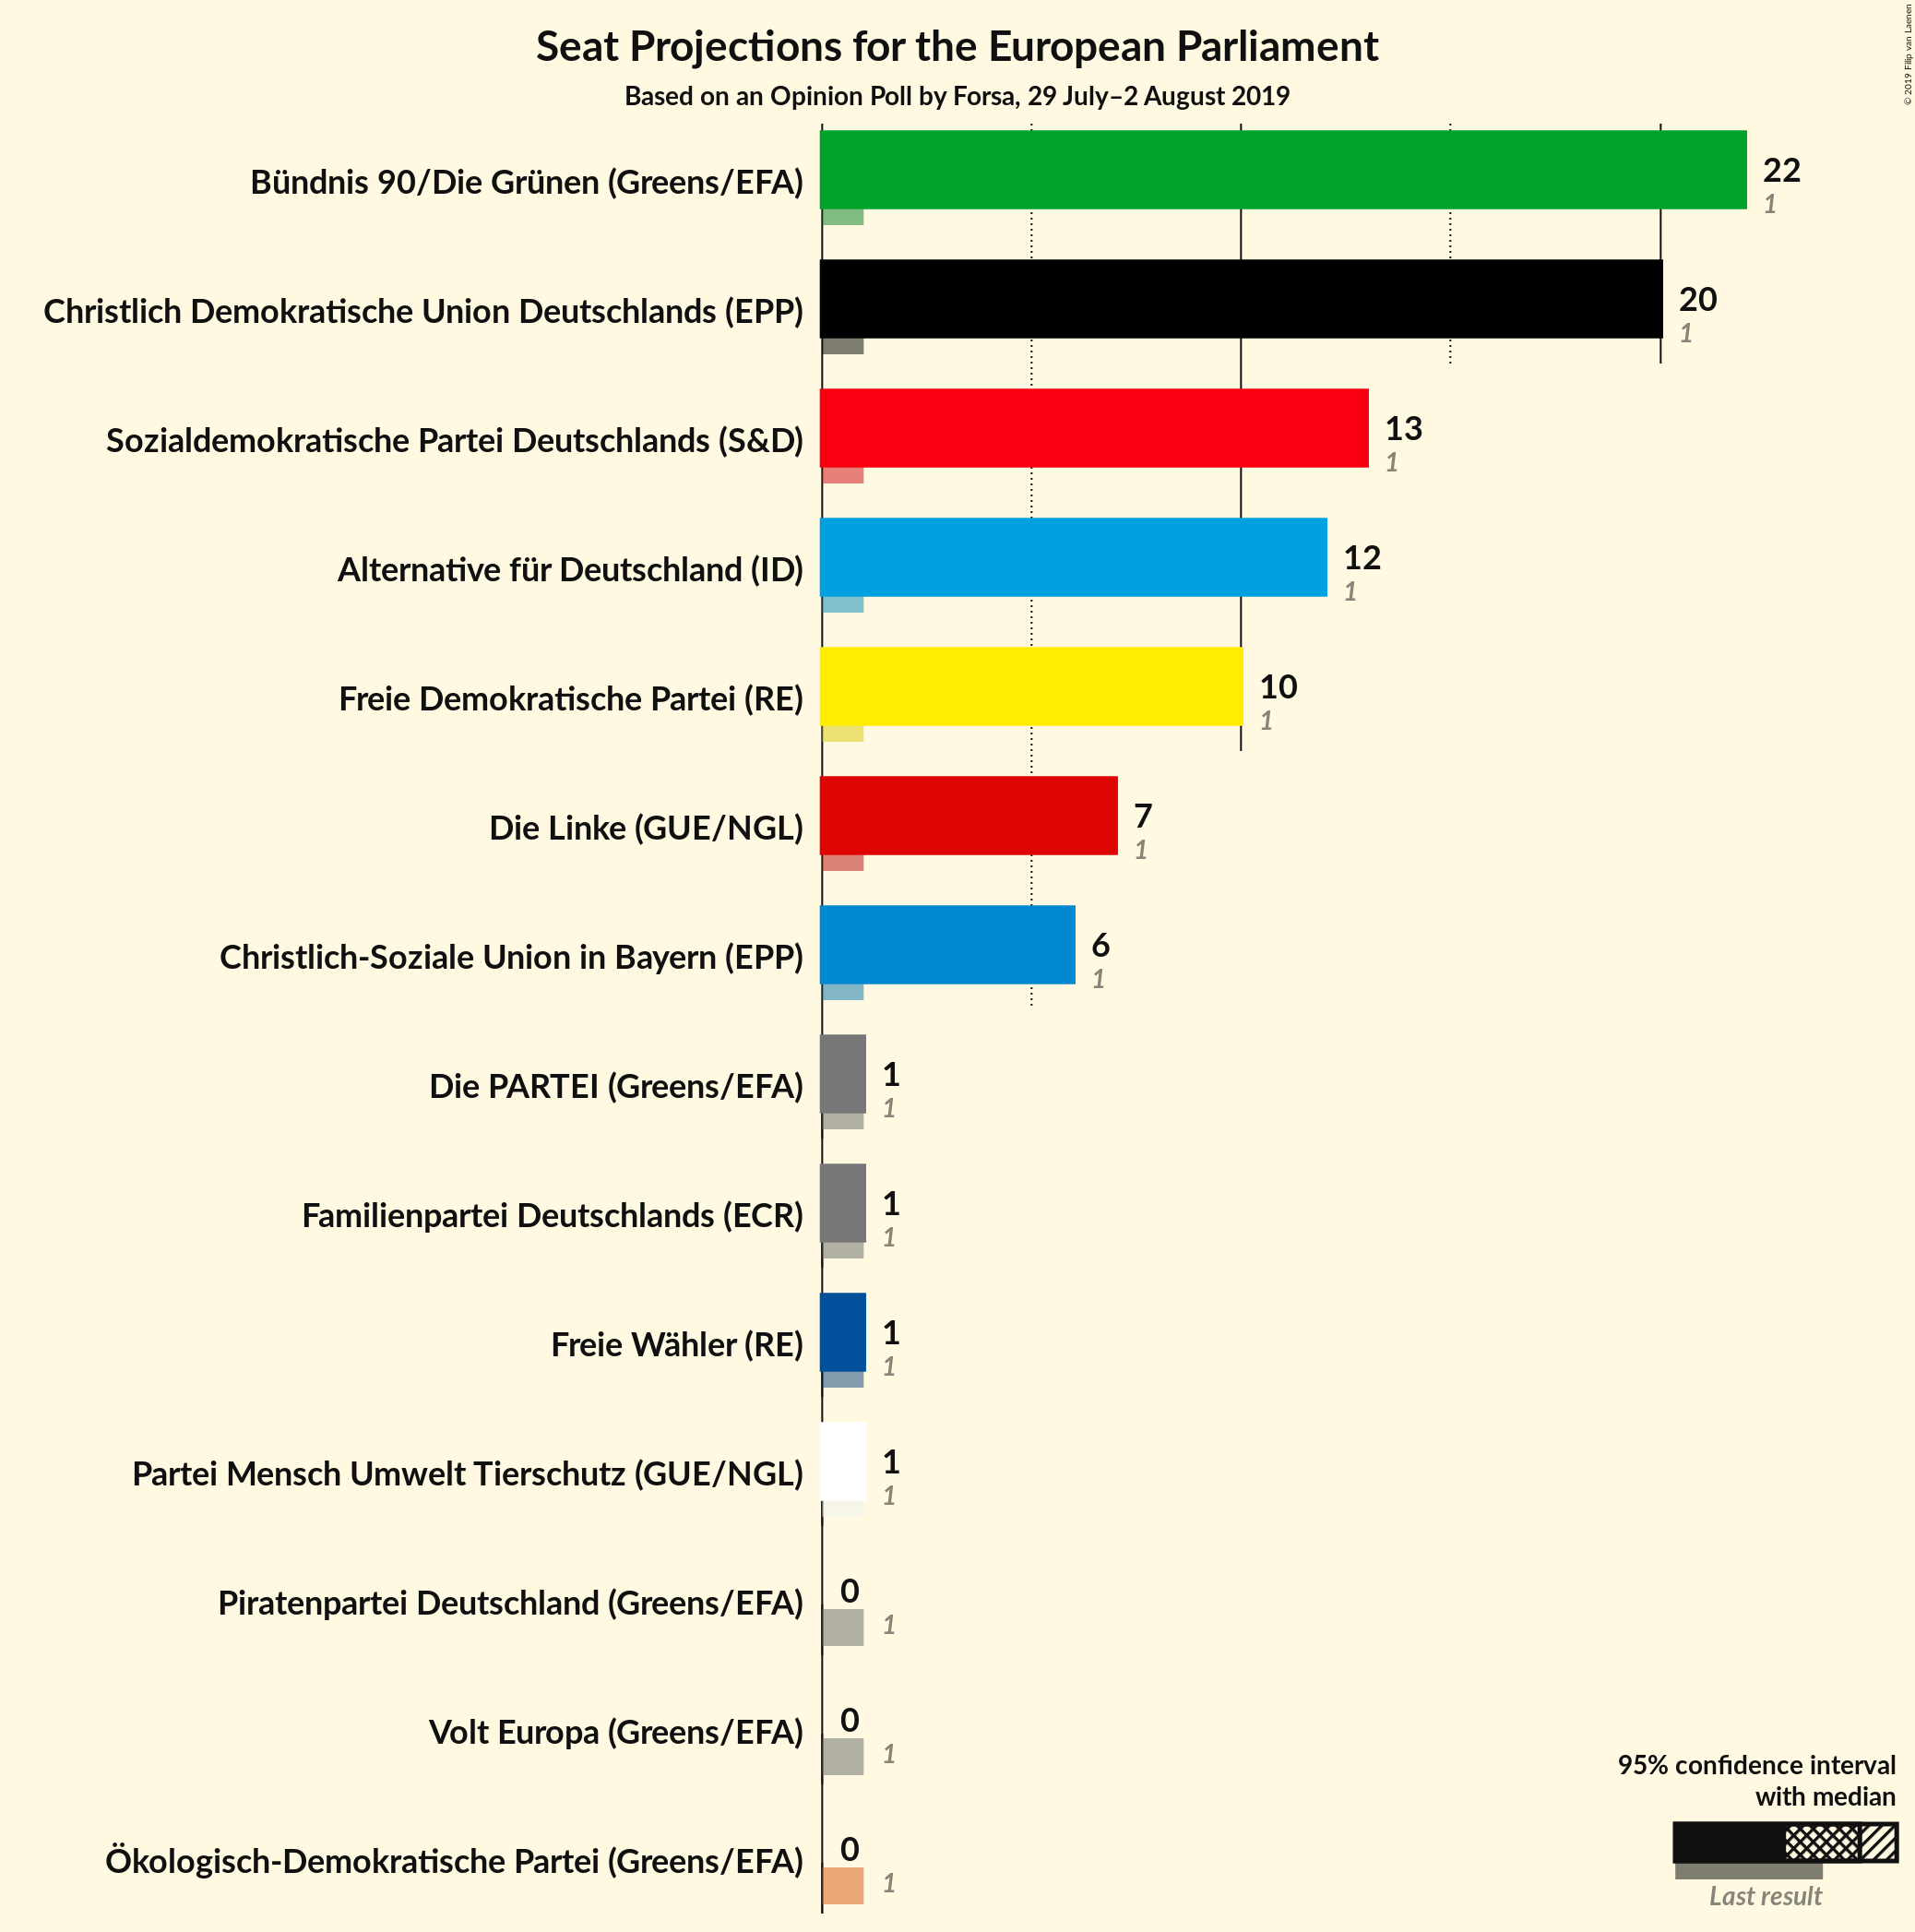 Seat Projections for the European Parliament
Based on an Opinion Poll by Forsa, 29 July–2 August 2019
© 2019 Filip van Laenen
Bündnis 90/Die Grünen (Greens/EFA)
22
1
Christlich Demokratische Union Deutschlands (EPP)
20
1
Sozialdemokratische Partei Deutschlands (S&D)
13
1
Alternative für Deutschland (ID)
12
1
Freie Demokratische Partei (RE)
10
1
Die Linke (GUE/NGL)
7
1
Christlich-Soziale Union in Bayern (EPP)
6
1
Die PARTEI (Greens/EFA)
1
1
Familienpartei Deutschlands (ECR)
1
1
Freie Wähler (RE)
1
1
Partei Mensch Umwelt Tierschutz (GUE/NGL)
1
1
Piratenpartei Deutschland (Greens/EFA)
0
1
Volt Europa (Greens/EFA)
0
1
Ökologisch-Demokratische Partei (Greens/EFA)
0
1
95% confidence interval
with median
Last result